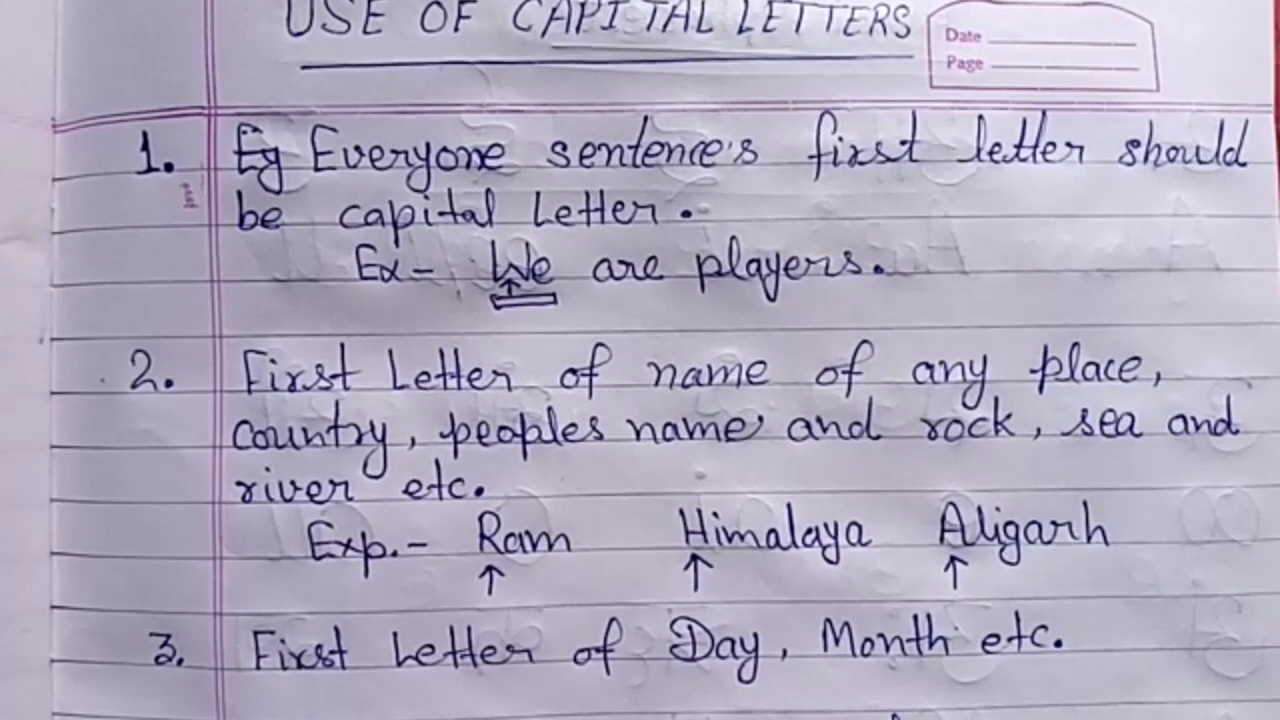 USE OF CAPITAL LETTERS
Date
Page
1. Eg Everyone sentence's first letter should
be capital Letter.
Ex- We are players.
2. First Letter of name of any place,
country, peoples name and rock, sea and
river etc.
Exp.- Ram Himalaya Aligarh
3. First Letter of Day, Month etc.